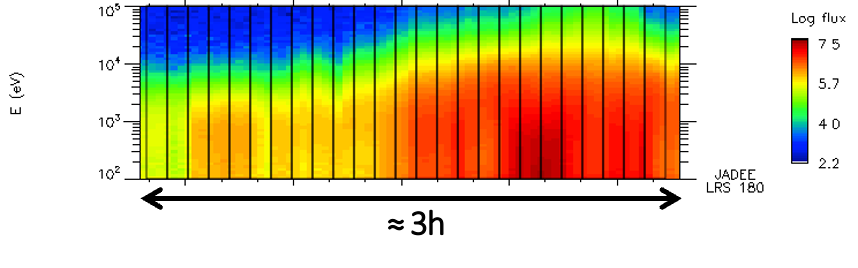 Log flux
10⁵
10⁴
10³
10²
E (eV)
7 5
5.7
4 0
2.2
JADEE
LRS 180
≈ 3h